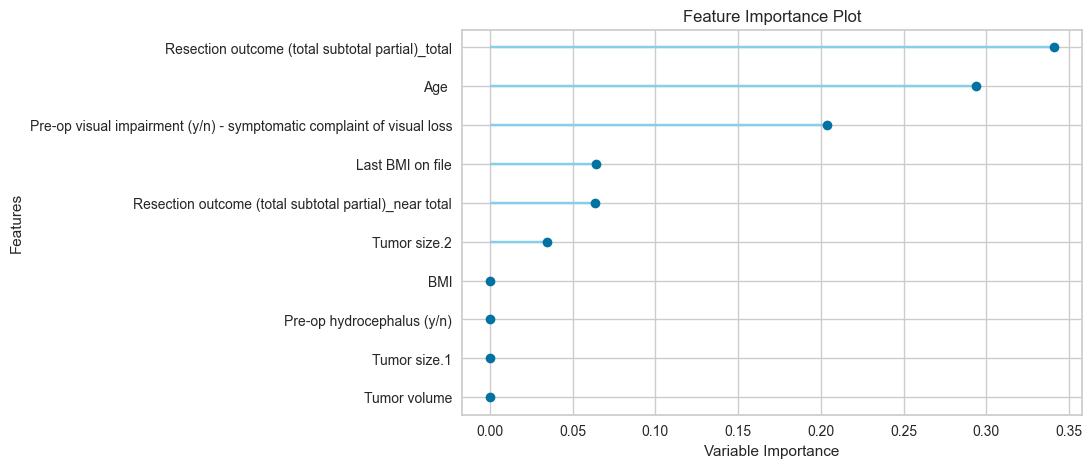 Feature Importance Plot
Resection outcome (total subtotal partial)_total
Age
Pre-op visual impairment (y/n) - symptomatic complaint of visual loss
Last BMI on file
Resection outcome (total subtotal partial)_near total
Tumor size.2
BMI
Pre-op hydrocephalus (y/n)
Tumor size.1
Tumor volume
Features
0.00 0.05 0.10 0.15 0.20 0.25 0.30 0.35
Variable Importance